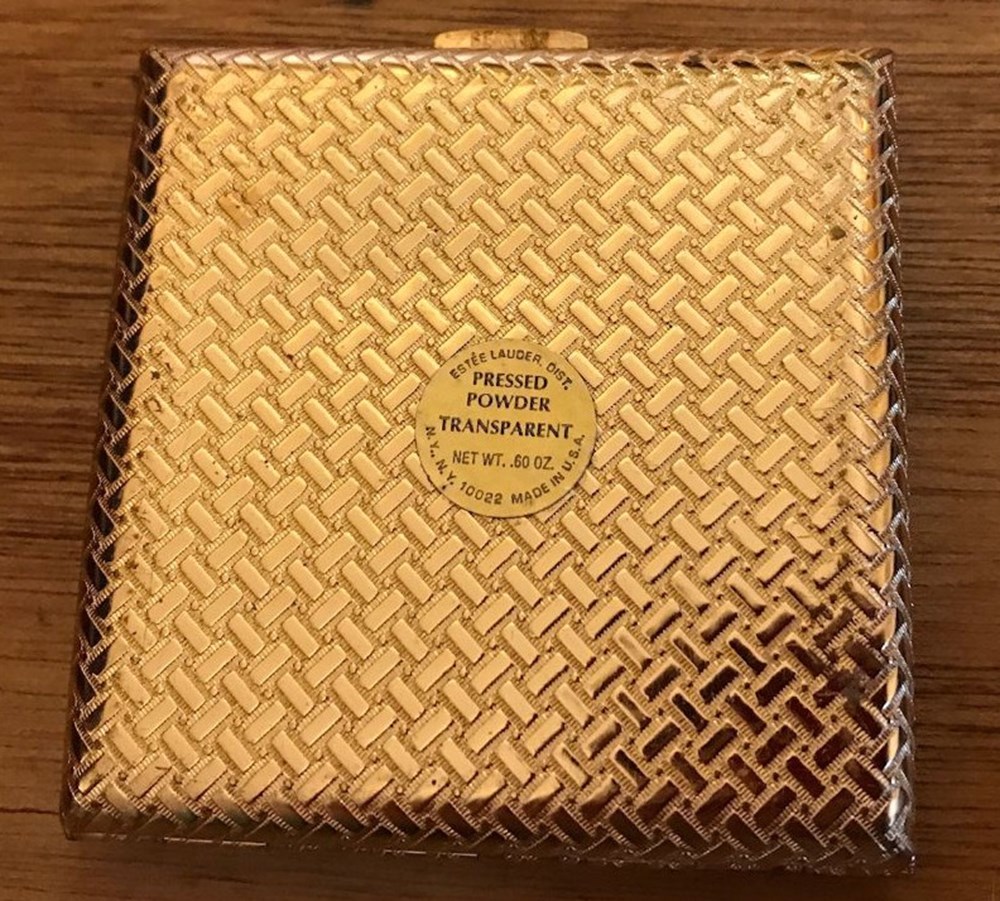 ESTÉE LAUDER, DIST.
PRESSED
POWDER
TRANSPARENT
NET WT. .60 OZ.
N.Y., N.Y. 10022 MADE IN U.S.A.